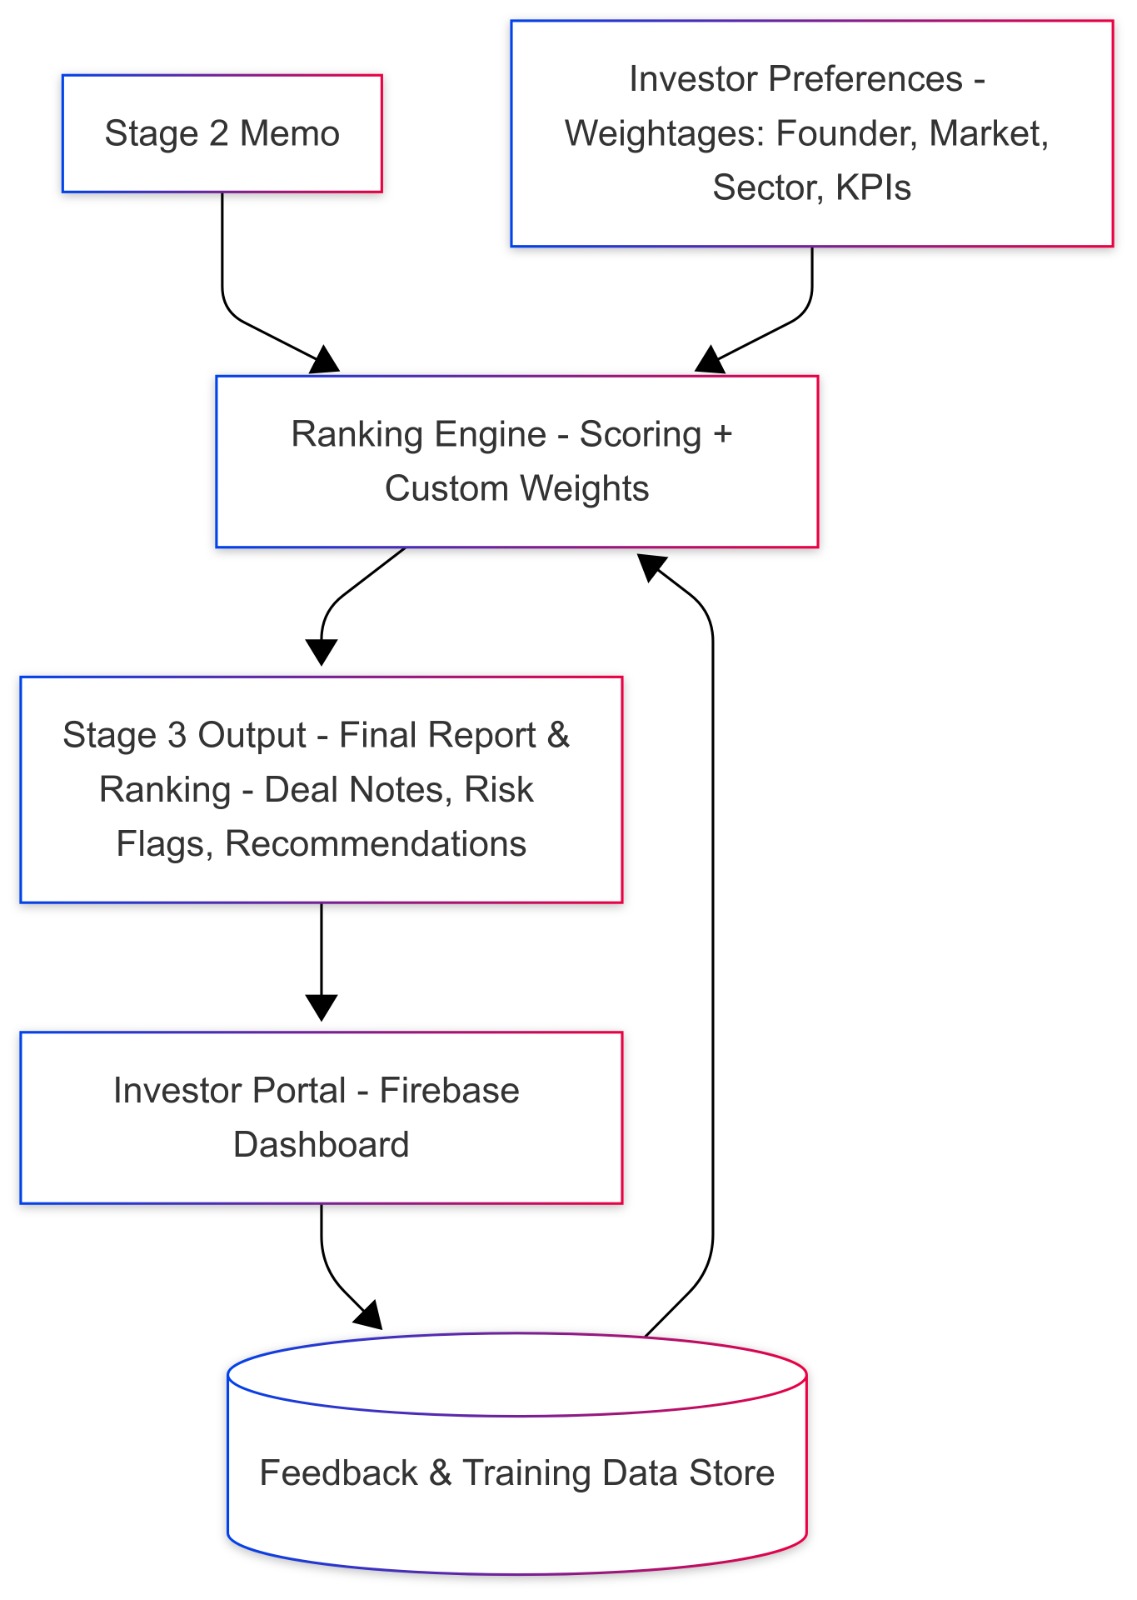 Stage 2 Memo
Investor Preferences -
Weightages: Founder, Market,
Sector, KPIs
Ranking Engine - Scoring +
Custom Weights
Stage 3 Output - Final Report &
Ranking - Deal Notes, Risk
Flags, Recommendations
Investor Portal - Firebase
Dashboard
Feedback & Training Data Store